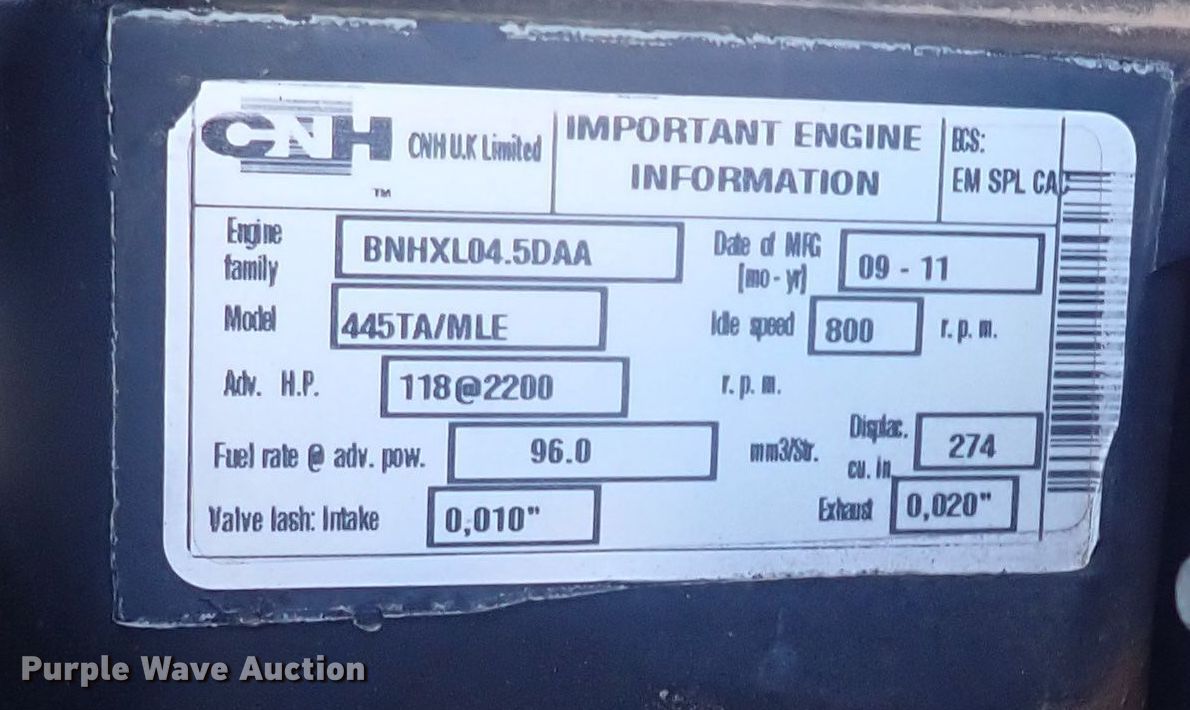 CNH CNH U.K Limited IMPORTANT ENGINE INFORMATION ECS: EM SPL CAC
TM
Engine family BNHXL04.5DAA Date of MFG [mo - yr] 09 - 11
Model 445TA/MLE Idle speed 800 r. p. m.
Adv. H.P. 118@2200 r. p. m.
Fuel rate @ adv. pow. 96.0 mm3/Str. Displac. cu. in 274
Valve lash: Intake 0,010" Exhaust 0,020"
Purple Wave Auction